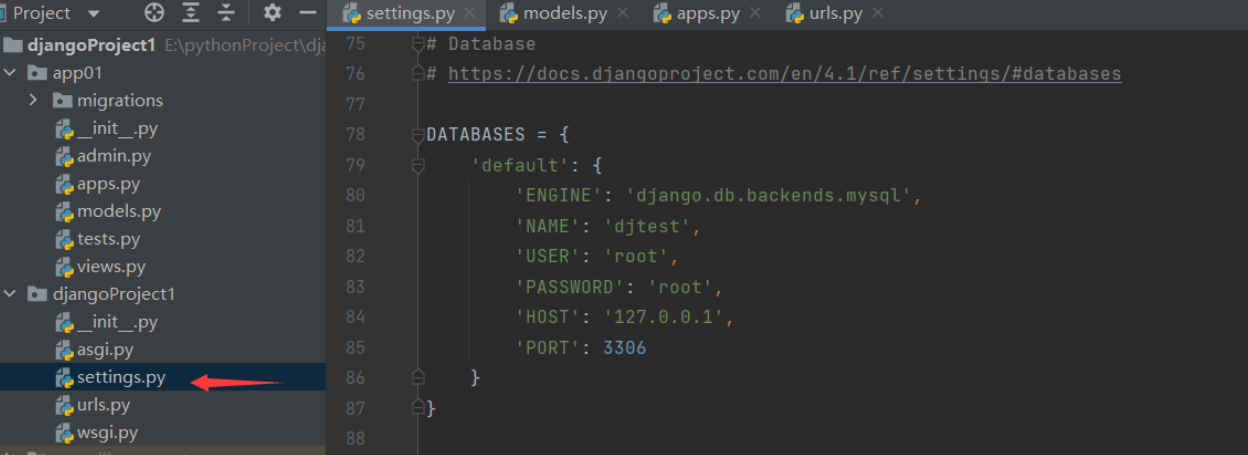 Project
djangoProject1 E:\pythonProject\dja
app01
migrations
__init__.py
admin.py
apps.py
models.py
tests.py
views.py
djangoProject1
__init__.py
asgi.py
settings.py
urls.py
wsgi.py
settings.py models.py apps.py urls.py
75 # Database
76 # https://docs.djangoproject.com/en/4.1/ref/settings/#databases
77
78 DATABASES = {
79 'default': {
80 'ENGINE': 'django.db.backends.mysql',
81 'NAME': 'djtest',
82 'USER': 'root',
83 'PASSWORD': 'root',
84 'HOST': '127.0.0.1',
85 'PORT': 3306
86 }
87 }
88